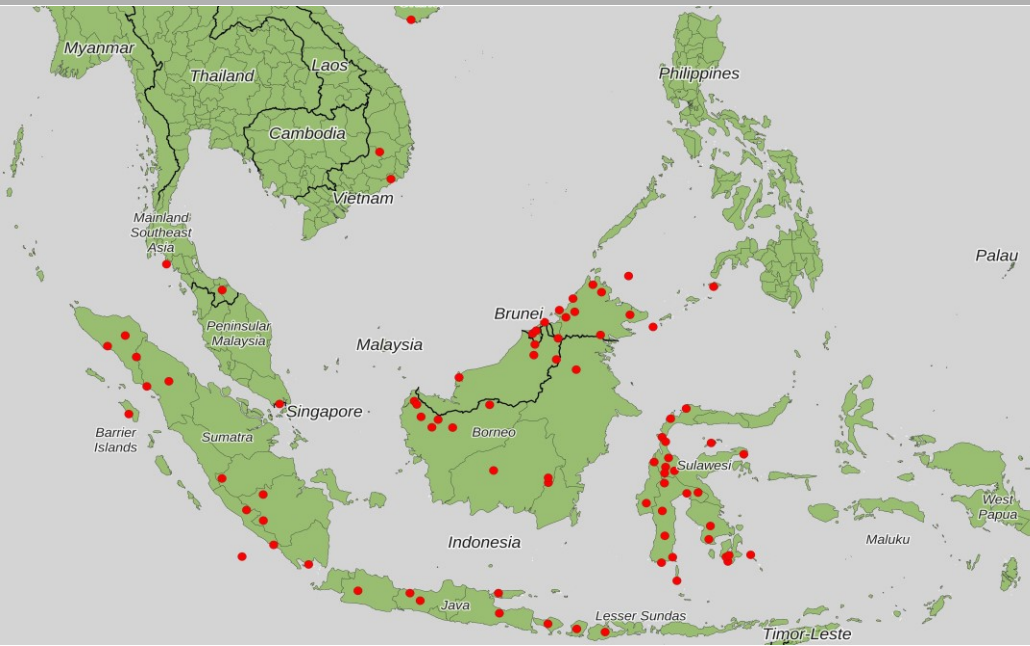 Myanmar
Laos
Thailand
Philippines
Cambodia
Vietnam
Mainland
Southeast
Asia
Palau
Brunei
Peninsular
Malaysia
Malaysia
Singapore
Barrier
Islands
Sumatra
Borneo
Sulawesi
West
Papua
Maluku
Indonesia
Java
Lesser Sundas
Timor-Leste